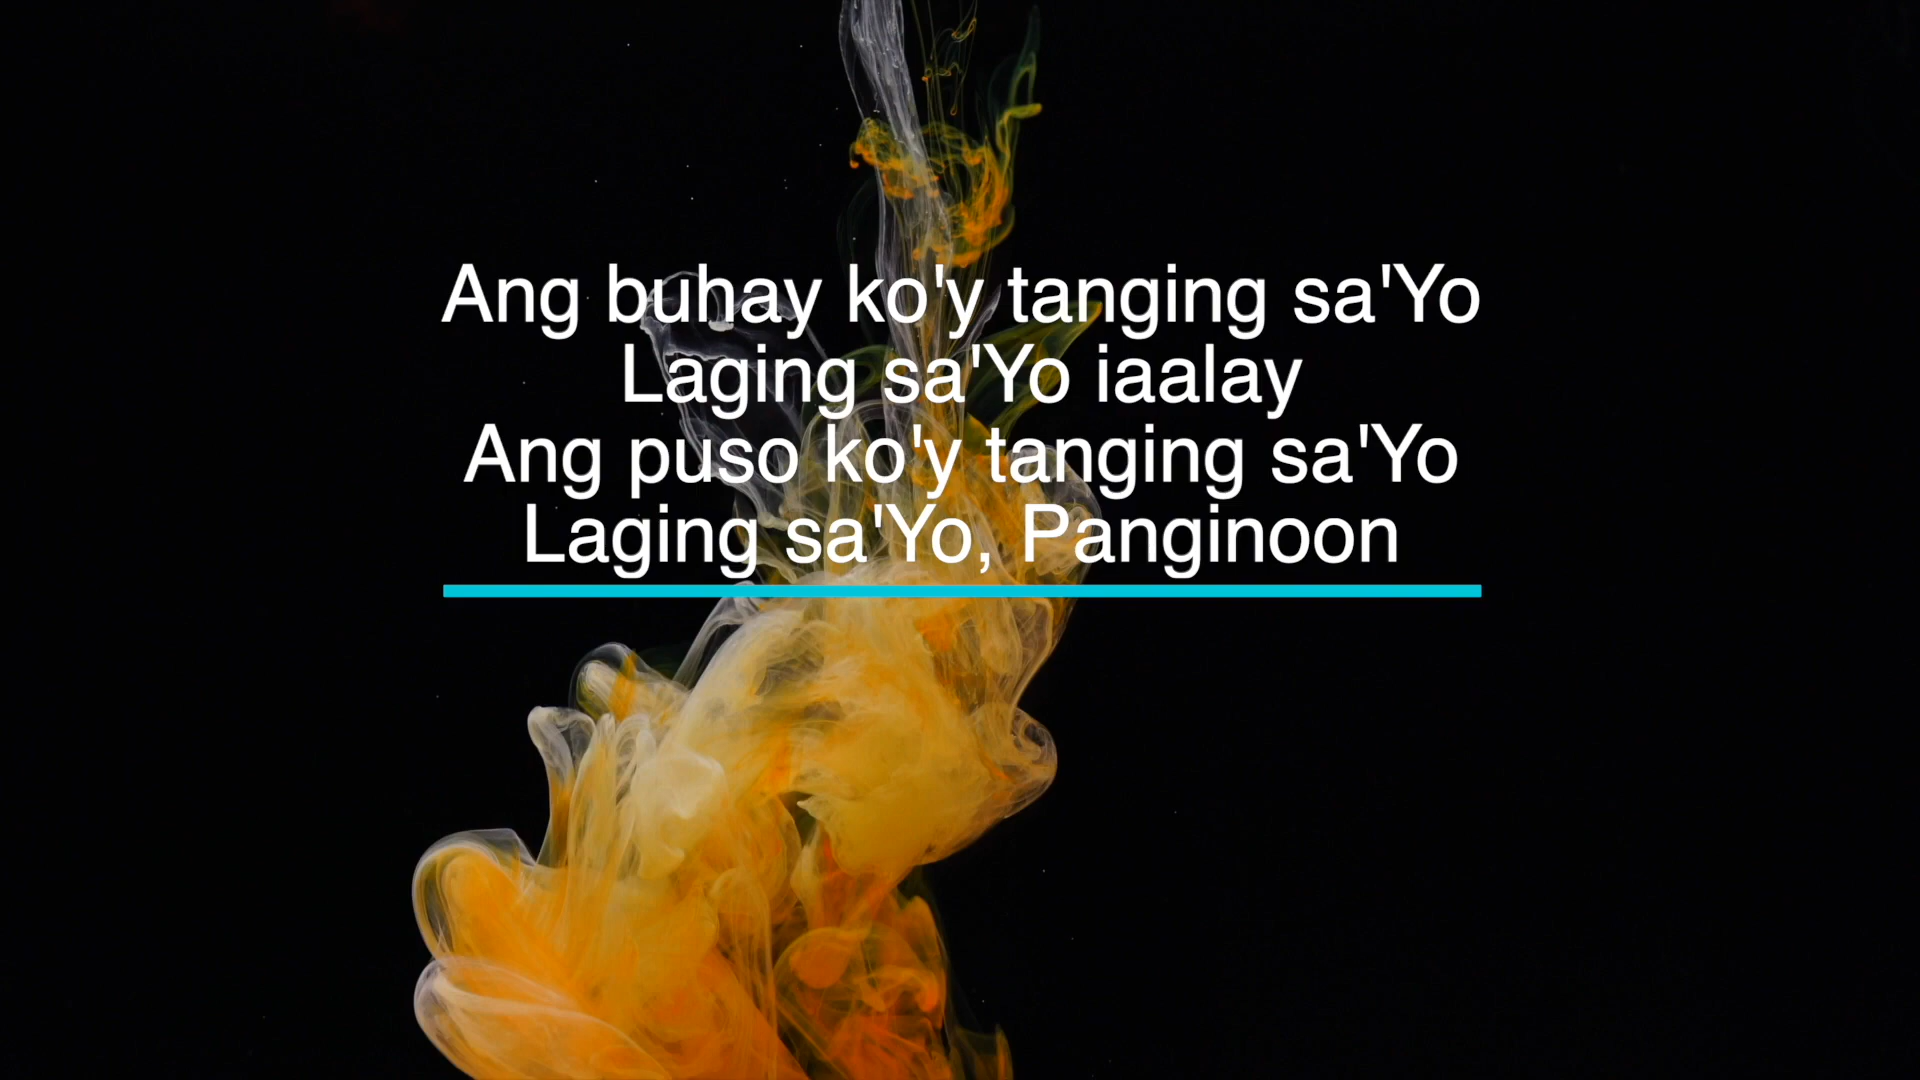 Ang buhay ko'y tanging sa'Yo
Laging sa'Yo iaalay
Ang puso ko'y tanging sa'Yo
Laging sa'Yo, Panginoon